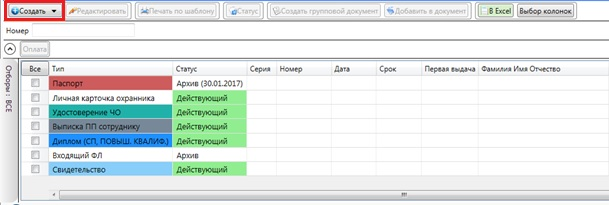 Создать Редактировать Печать по шаблону Статус Создать групповой документ Добавить в документ В Excel Выбор колонок
Номер
Оплата
Отборы : ВСЕ
Все Тип Статус Серия Номер Дата Срок Первая выдача Фамилия Имя Отчество
Паспорт Архив (30.01.2017)
Личная карточка охранника Действующий
Удостоверение ЧО Действующий
Выписка ПП сотруднику Действующий
Диплом (СП, ПОВЫШ. КВАЛИФ.) Действующий
Входящий ФЛ Архив
Свидетельство Действующий